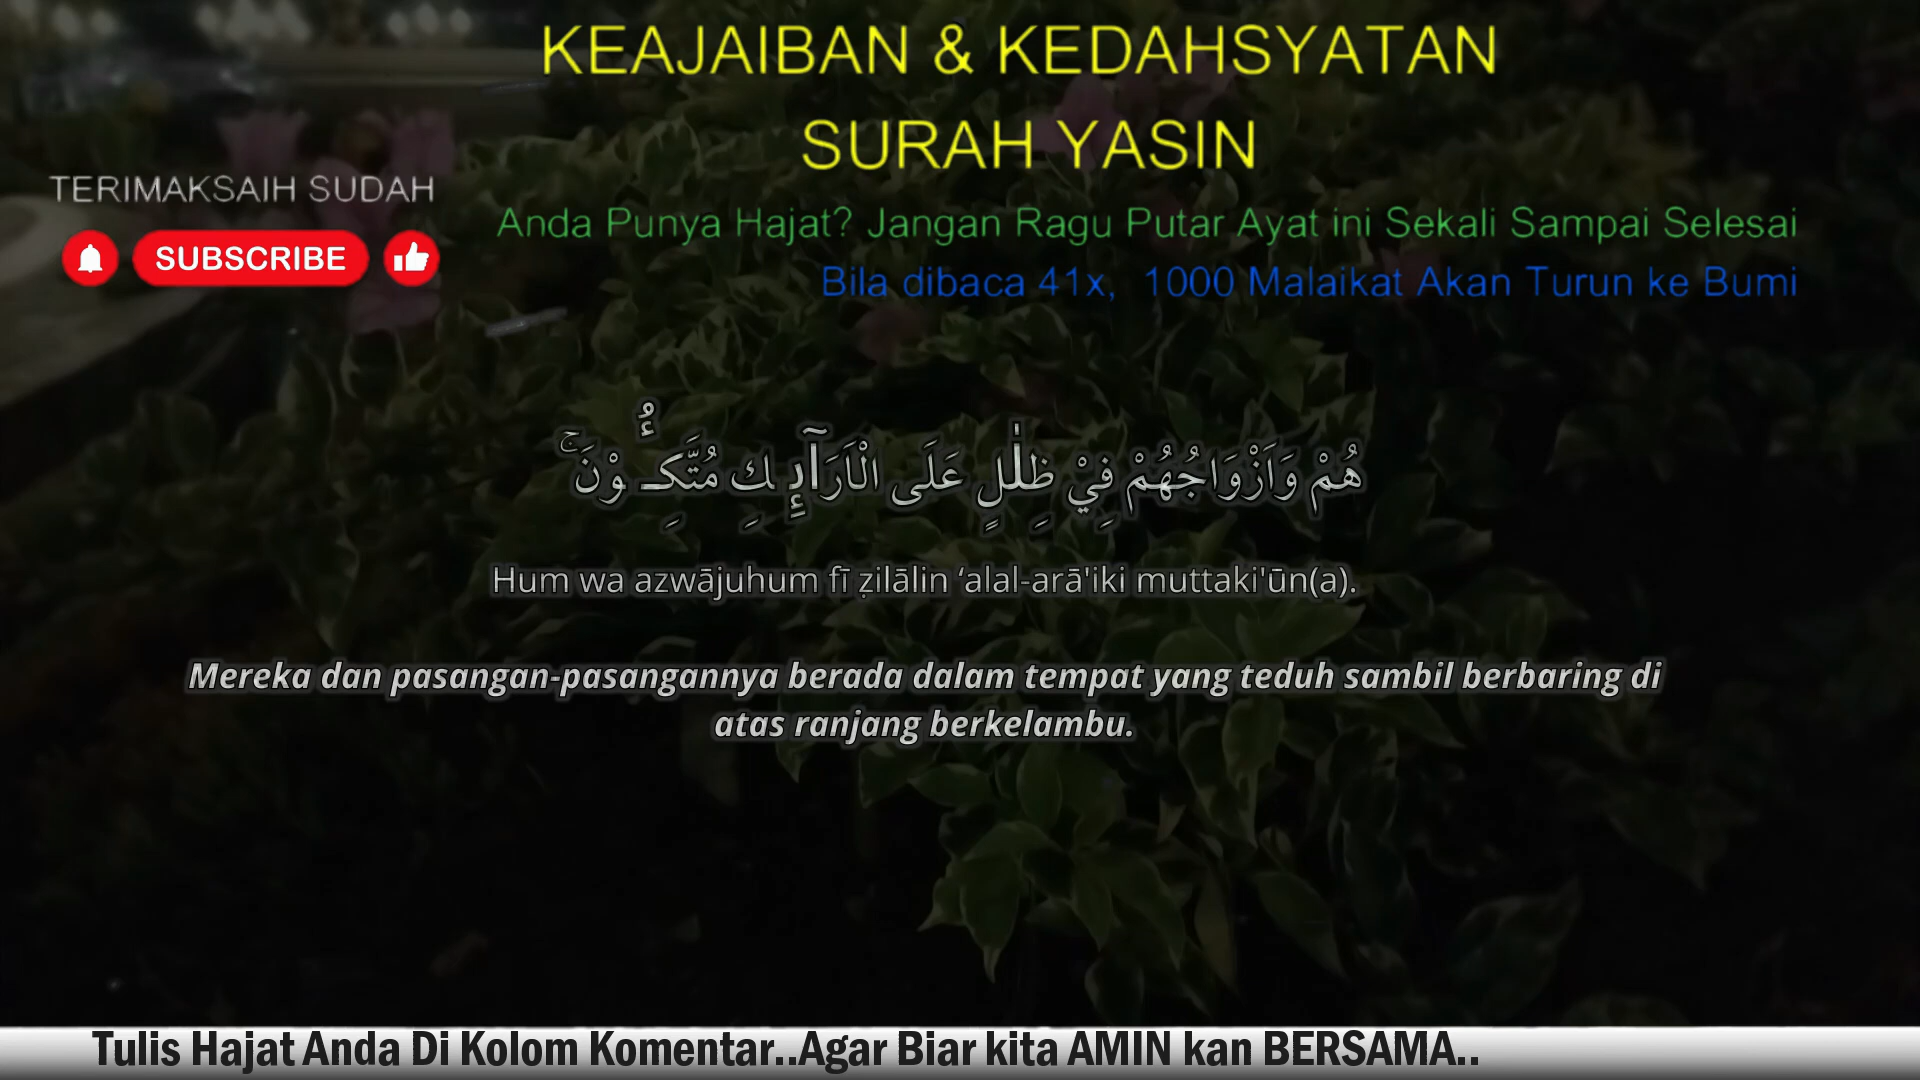 KEAJAIBAN & KEDAHSYATAN
SURAH YASIN
TERIMAKSAIH SUDAH
SUBSCRIBE
Anda Punya Hajat? Jangan Ragu Putar Ayat ini Sekali Sampai Selesai
Bila dibaca 41x, 1000 Malaikat Akan Turun ke Bumi
هُمْ وَاَزْوَاجُهُمْ فِيْ ظِلٰلٍ عَلَى الْاَرَاۤىِٕكِ مُتَّكِـُٔوْنَ ۚ
Hum wa azwājuhum fī ẓilālin ‘alal-arā'iki muttaki'ūn(a).
Mereka dan pasangan-pasangannya berada dalam tempat yang teduh sambil berbaring di
atas ranjang berkelambu.
Tulis Hajat Anda Di Kolom Komentar..Agar Biar kita AMIN kan BERSAMA..